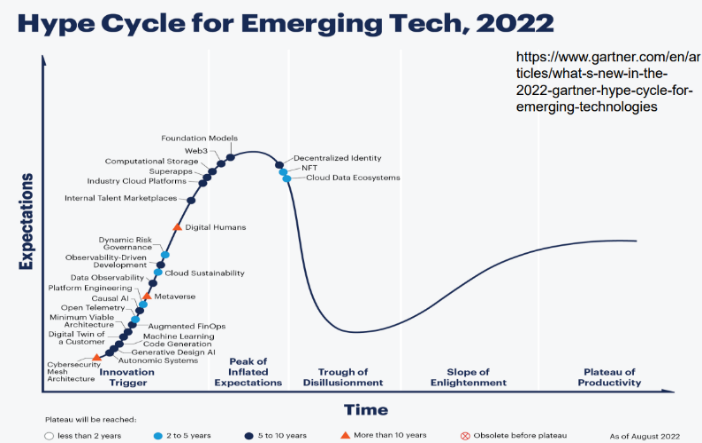 Hype Cycle for Emerging Tech, 2022
https://www.gartner.com/en/ar
ticles/what-s-new-in-the-
2022-gartner-hype-cycle-for-
emerging-technologies
Expectations
Foundation Models
Web3
Computational Storage
Superapps
Industry Cloud Platforms
Internal Talent Marketplaces
Decentralized Identity
NFT
Cloud Data Ecosystems
Digital Humans
Dynamic Risk
Governance
Observability-Driven
Development
Cloud Sustainability
Data Observability
Platform Engineering
Metaverse
Causal AI
Open Telemetry
Minimum Viable
Architecture
Augmented FinOps
Digital Twin of
a Customer
Machine Learning
Code Generation
Generative Design AI
Autonomic Systems
Cybersecurity
Mesh
Architecture
Innovation
Trigger
Peak of
Inflated
Expectations
Trough of
Disillusionment
Slope of
Enlightenment
Plateau of
Productivity
Time
Plateau will be reached:
less than 2 years
2 to 5 years
5 to 10 years
More than 10 years
Obsolete before plateau
As of August 2022